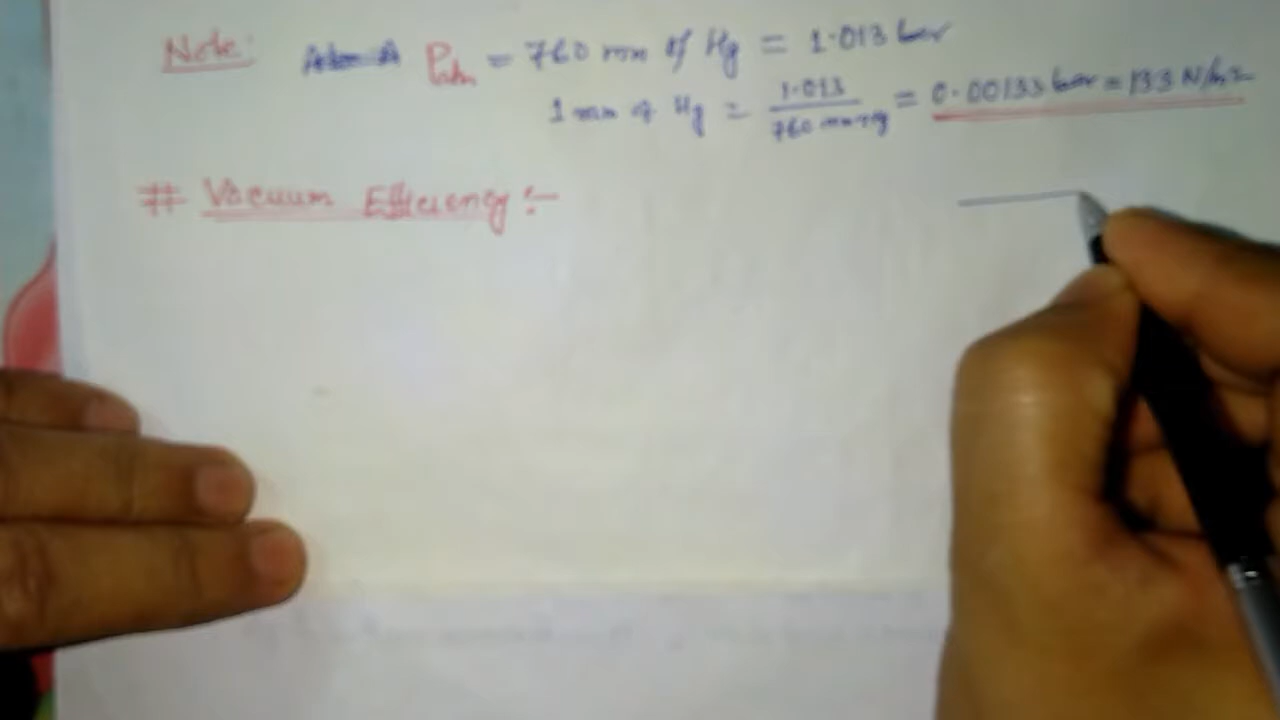 Note: Patm = 760 mm of Hg = 1.013 bar
1 mm of Hg = 1.013 / 760 mm Hg = 0.00133 bar = 133 N/m²
# Vacuum Efficiency :-